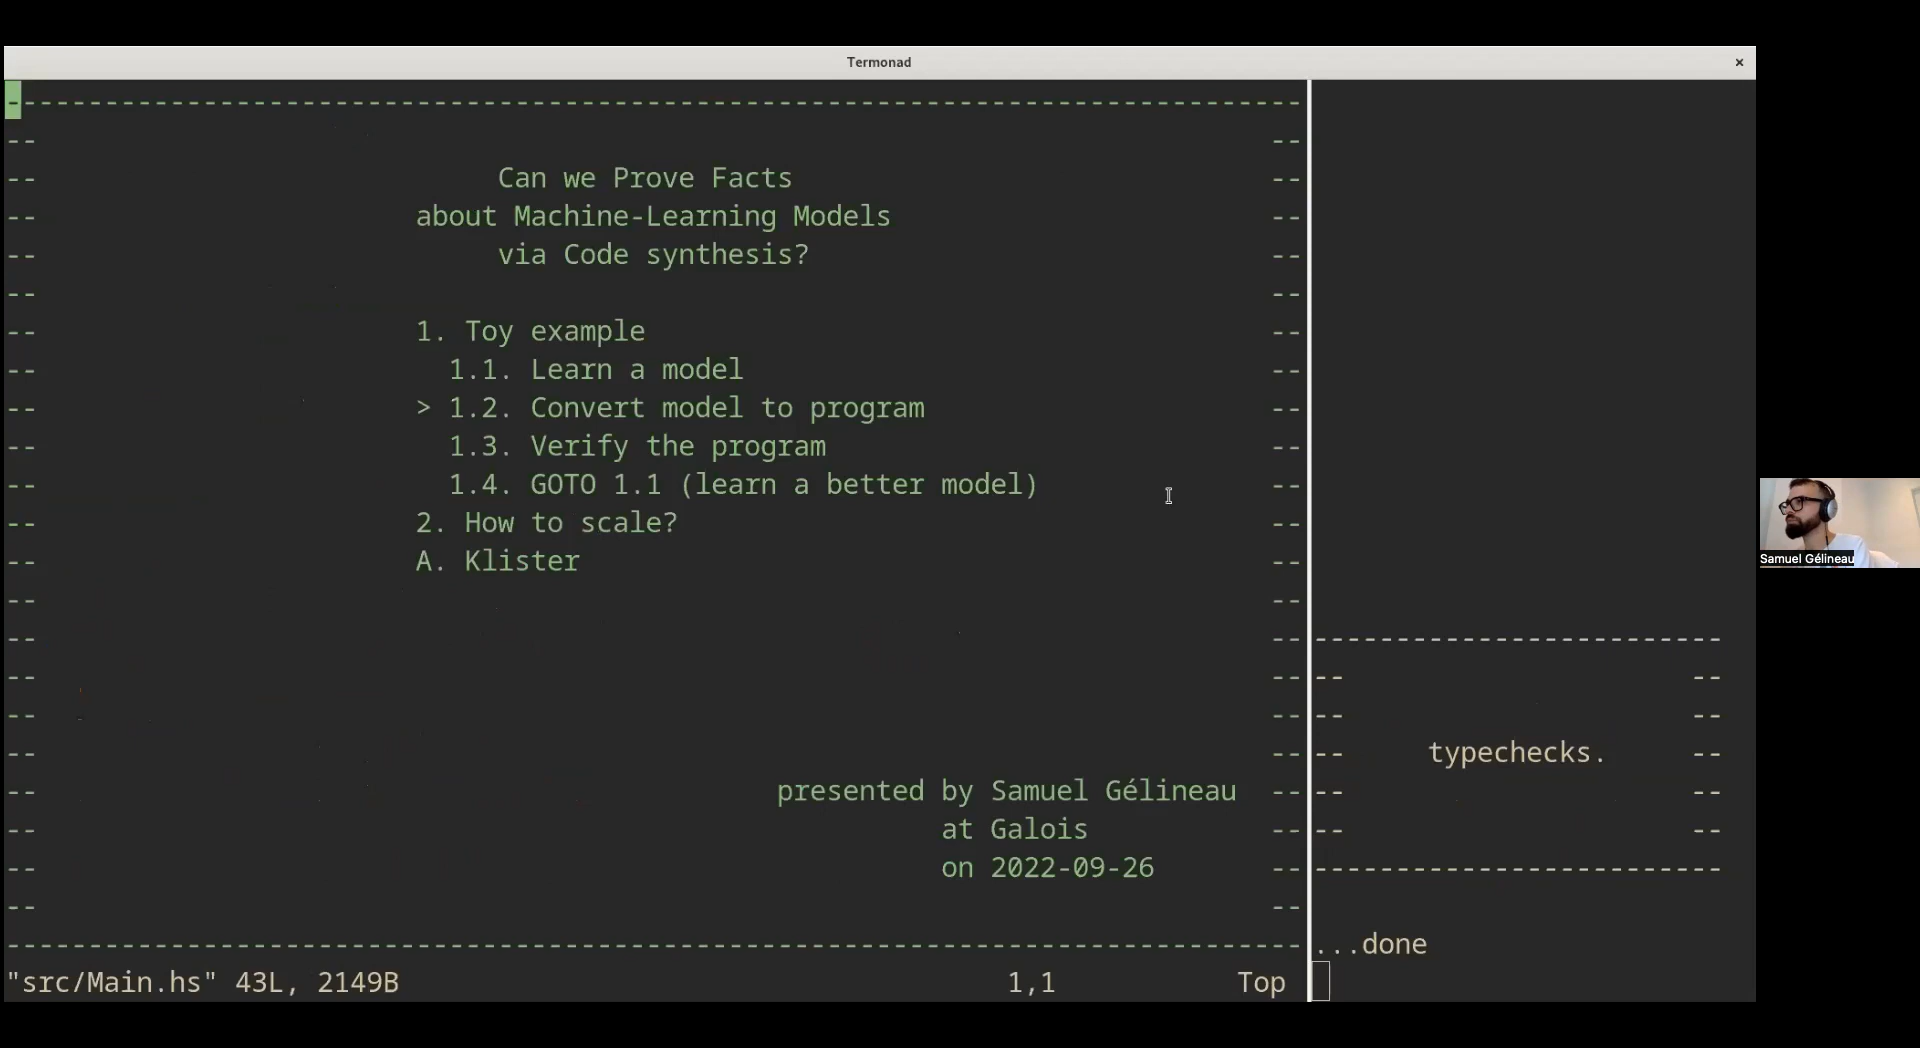 Termonad ×
Can we Prove Facts
about Machine-Learning Models
via Code synthesis?
1. Toy example
1.1. Learn a model
> 1.2. Convert model to program
1.3. Verify the program
1.4. GOTO 1.1 (learn a better model)
2. How to scale?
A. Klister
presented by Samuel Gélineau
at Galois
on 2022-09-26
"src/Main.hs" 43L, 2149B 1,1 Top
typechecks.
...done
Samuel Gélineau